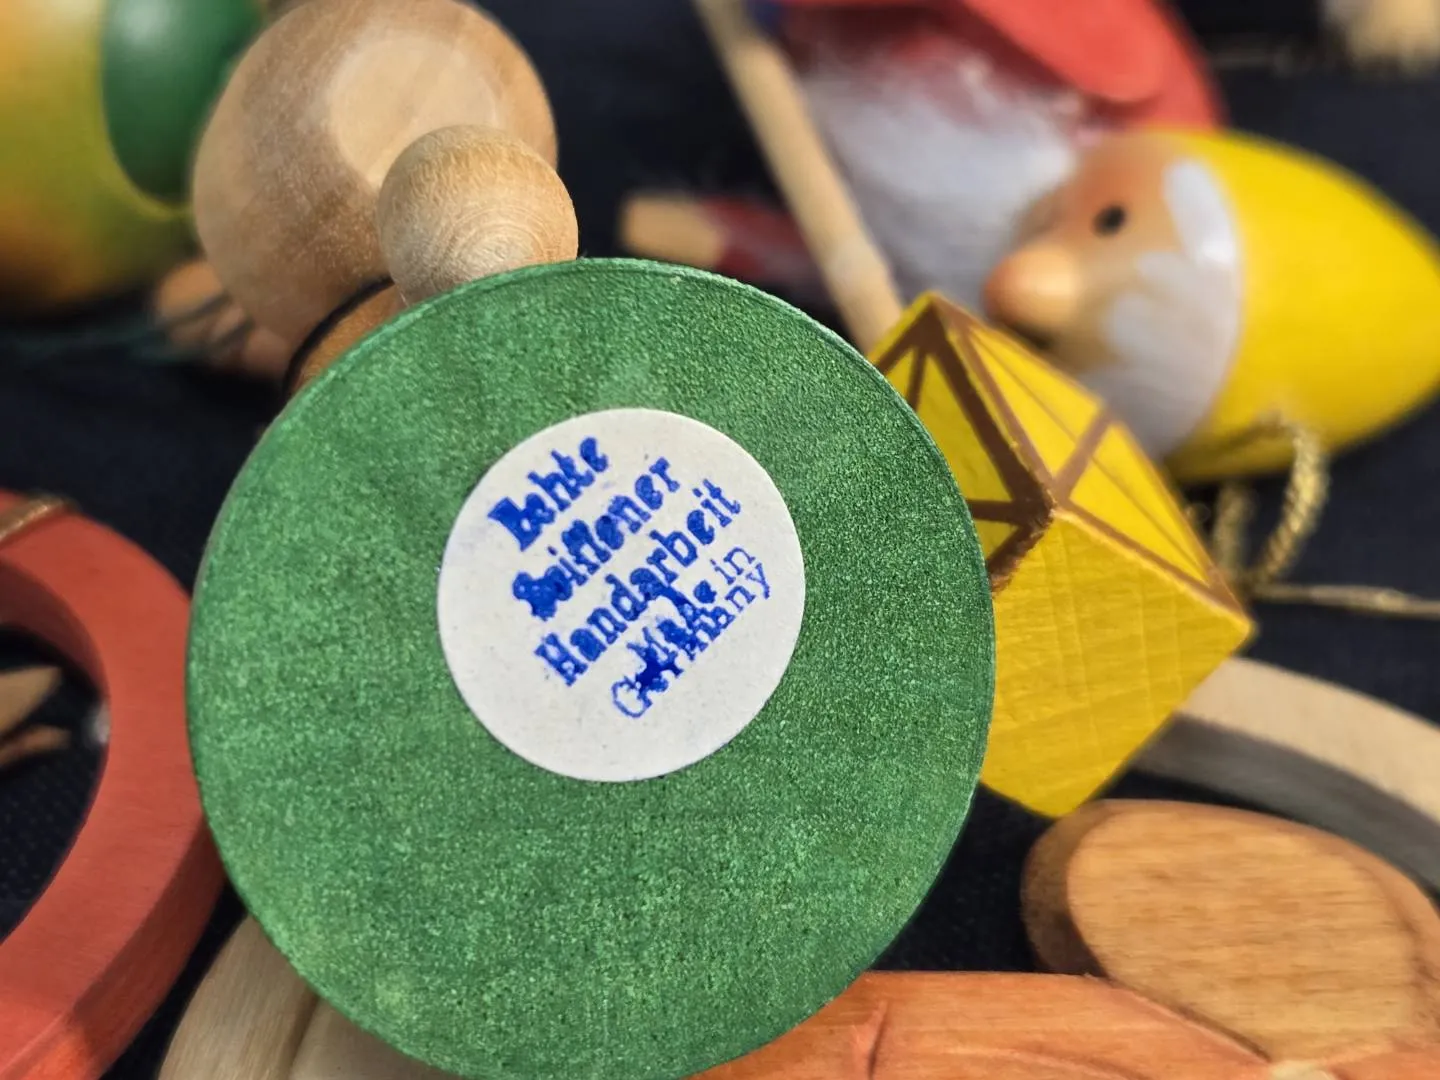 Echte
Seiffener
Handarbeit
Made in
Germany